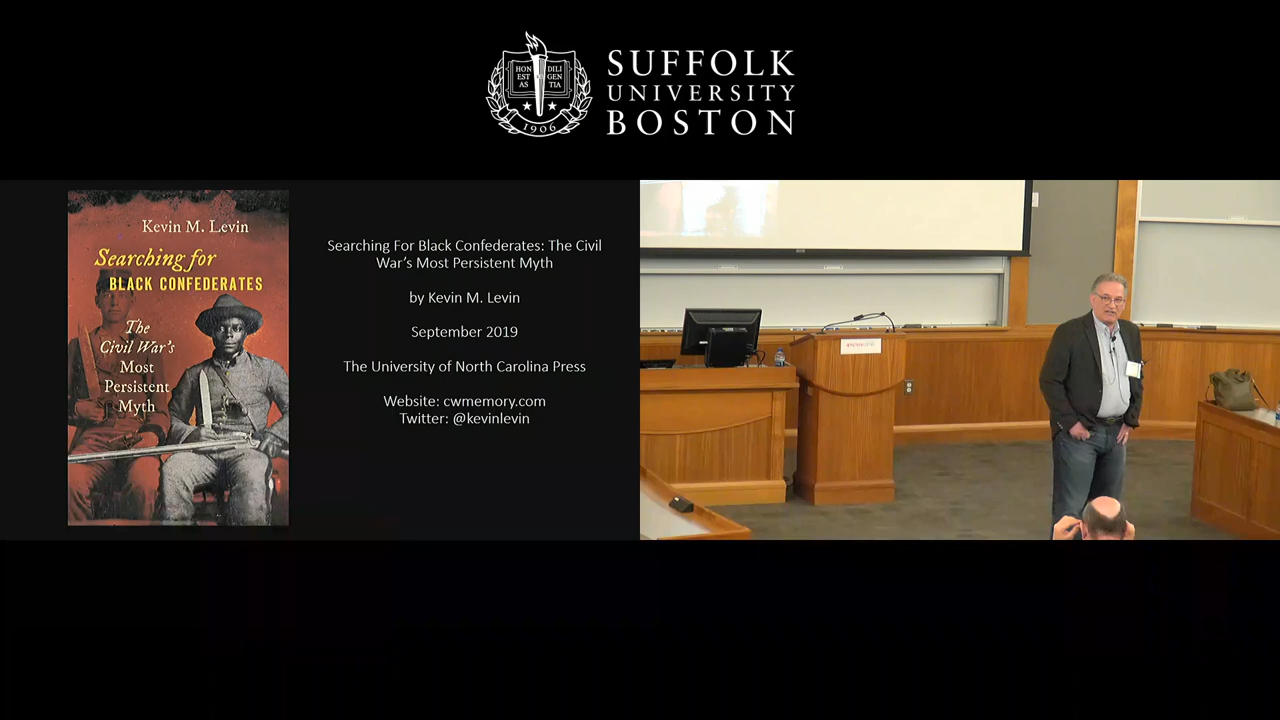 HON DILI
EST GEN
AS TIA
1906
SUFFOLK
UNIVERSITY
BOSTON
Kevin M. Levin
Searching for
BLACK CONFEDERATES
The
Civil War's
Most
Persistent
Myth
Searching For Black Confederates: The Civil
War's Most Persistent Myth
by Kevin M. Levin
September 2019
The University of North Carolina Press
Website: cwmemory.com
Twitter: @kevinlevin